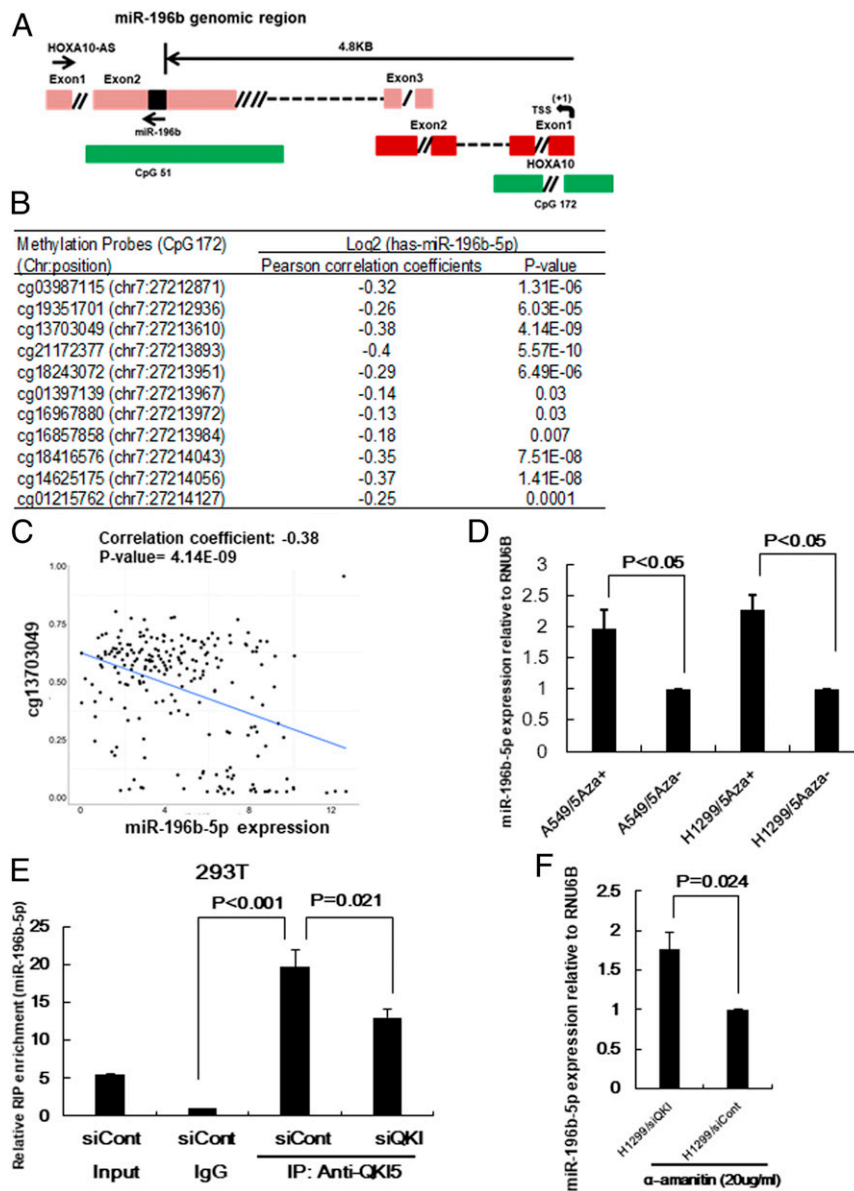 A
miR-196b genomic region
HOXA10-AS
4.8KB
Exon1
Exon2
Exon3
miR-196b
CpG 51
(+1)
TSS
Exon2
Exon1
HOXA10
CpG 172
B
Methylation Probes (CpG172) Log2 (has-miR-196b-5p)
(Chr:position) Pearson correlation coefficients P-value
cg03987115 (chr7:27212871) -0.32 1.31E-06
cg19351701 (chr7:27212936) -0.26 6.03E-05
cg13703049 (chr7:27213610) -0.38 4.14E-09
cg21172377 (chr7:27213893) -0.4 5.57E-10
cg18243072 (chr7:27213951) -0.29 6.49E-06
cg01397139 (chr7:27213967) -0.14 0.03
cg16967880 (chr7:27213972) -0.13 0.03
cg16857858 (chr7:27213984) -0.18 0.007
cg18416576 (chr7:27214043) -0.35 7.51E-08
cg14625175 (chr7:27214056) -0.37 1.41E-08
cg01215762 (chr7:27214127) -0.25 0.0001
C
Correlation coefficient: -0.38
P-value= 4.14E-09
cg13703049
1.00
0.75
0.50
0.25
0.00
0 4 8 12
miR-196b-5p expression
D
miR-196b-5p expression relative to RNU6B
3
2.5
2
1.5
1
0.5
0
P<0.05
P<0.05
A549/5Aza+
A549/5Aza-
H1299/5Aza+
H1299/5Aaza-
E
293T
Relative RIP enrichment (miR-196b-5p)
25
20
15
10
5
0
P<0.001
P=0.021
siCont siCont siCont siQKI
Input IgG IP: Anti-QKI5
F
miR-196b-5p expression relative to RNU6B
2
1.5
1
0.5
0
P=0.024
H1299/siQKI
H1299/siCont
α-amanitin (20ug/ml)